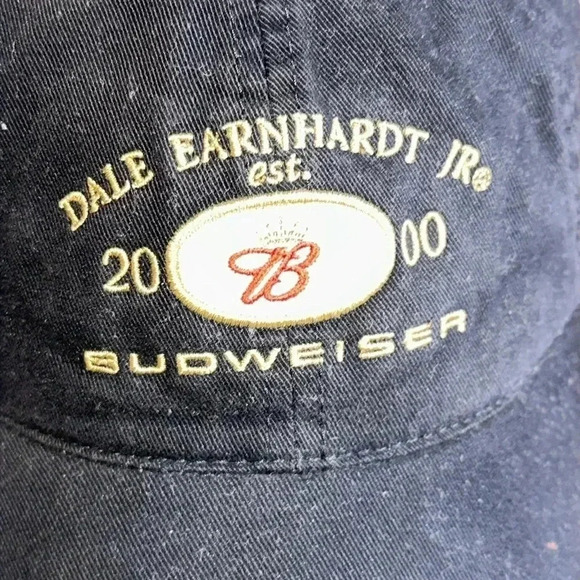 DALE EARNHARDT JR®
est.
20 B 00
BUDWEISER